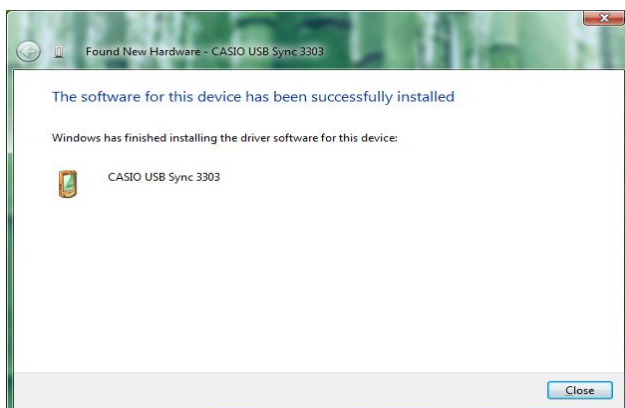 Found New Hardware - CASIO USB Sync 3303
The software for this device has been successfully installed
Windows has finished installing the driver software for this device:
CASIO USB Sync 3303
Close